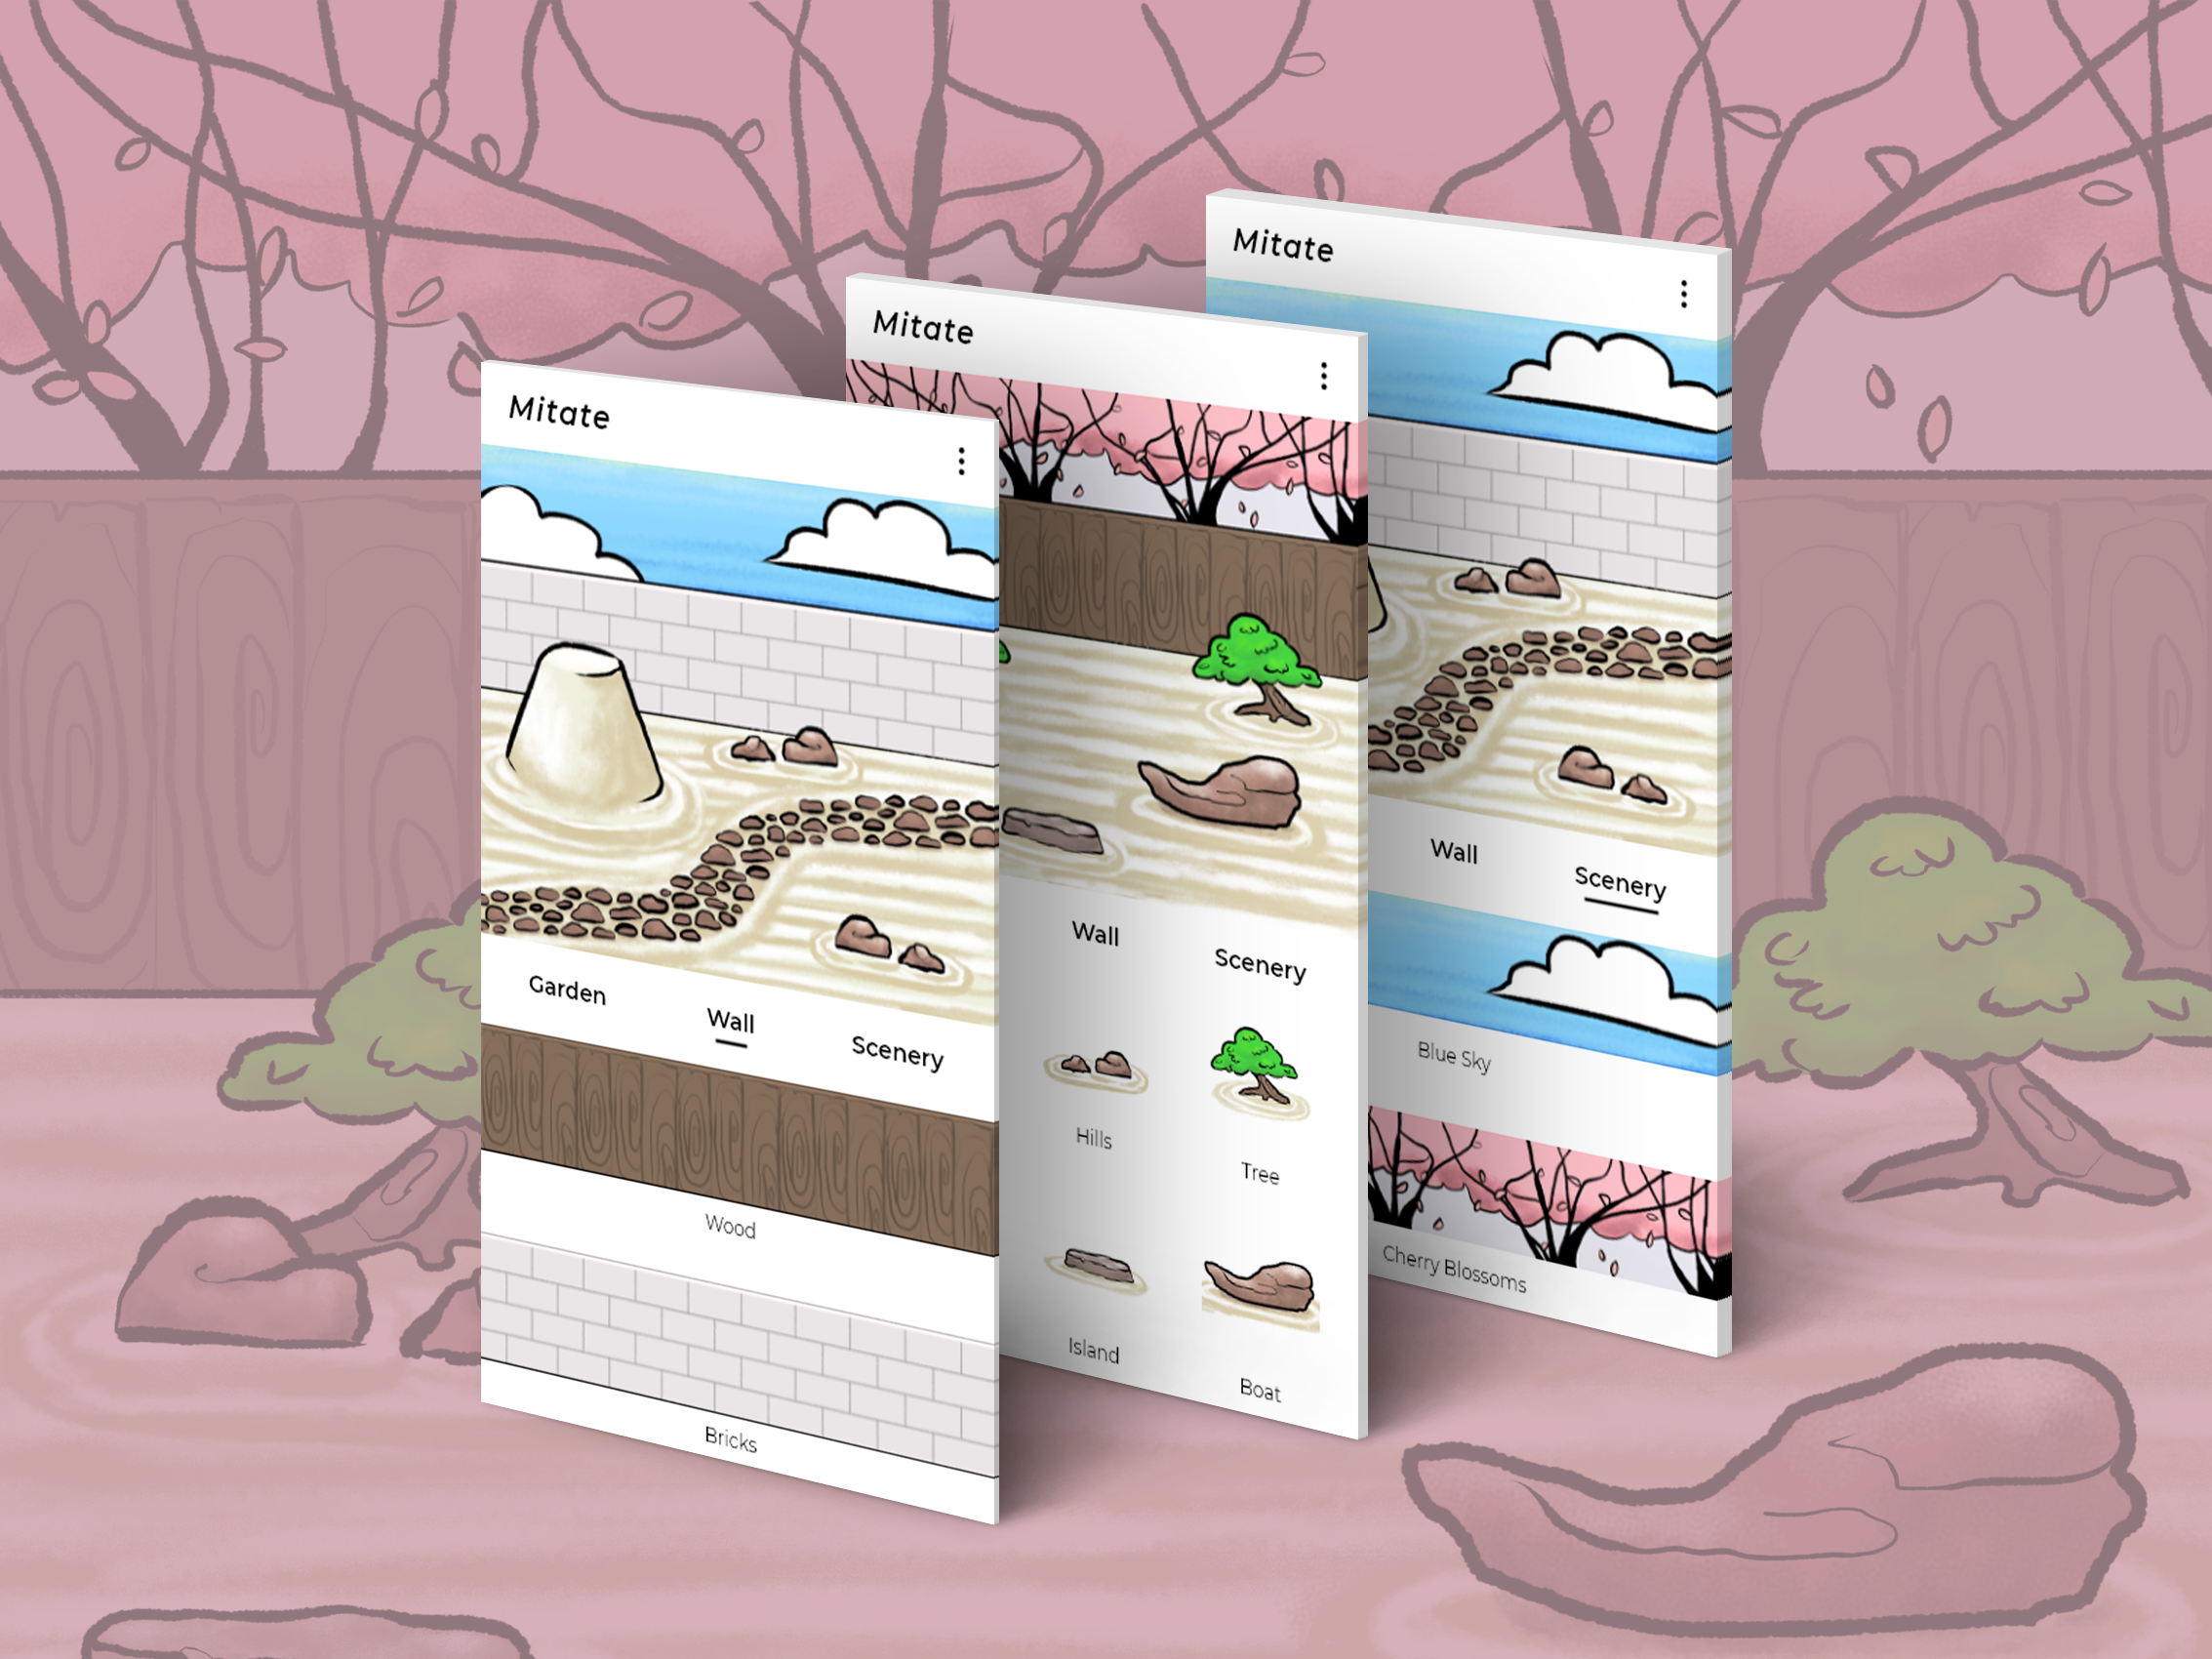 Mitate
Garden
Wall
Scenery
Wood
Bricks
Mitate
Wall
Scenery
Hills
Tree
Island
Boat
Mitate
Wall
Scenery
Blue Sky
Cherry Blossoms